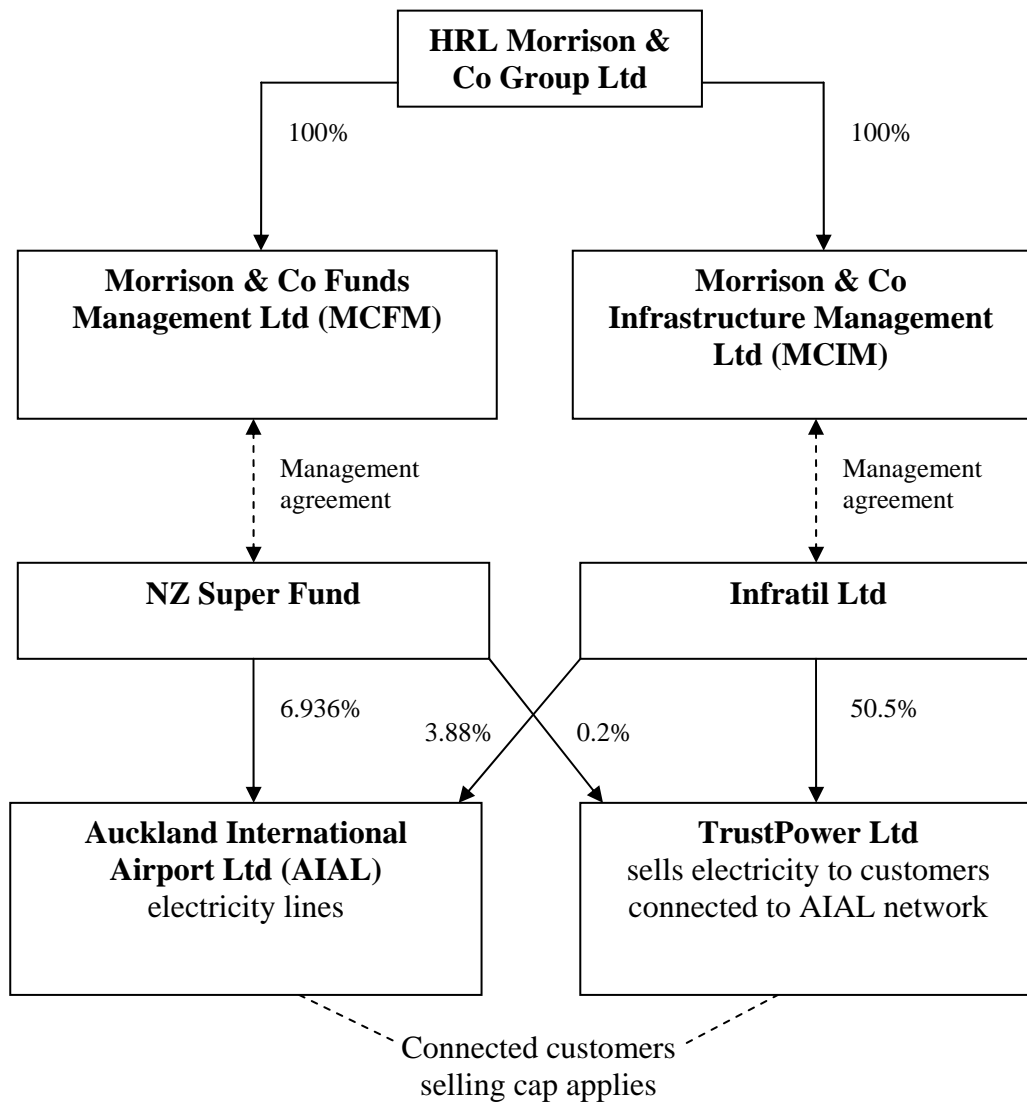 HRL Morrison &
Co Group Ltd
100%
100%
Morrison & Co Funds
Management Ltd (MCFM)
Morrison & Co
Infrastructure Management
Ltd (MCIM)
Management
agreement
Management
agreement
NZ Super Fund
Infratil Ltd
6.936%
3.88%
0.2%
50.5%
Auckland International
Airport Ltd (AIAL)
electricity lines
TrustPower Ltd
sells electricity to customers
connected to AIAL network
Connected customers
selling cap applies